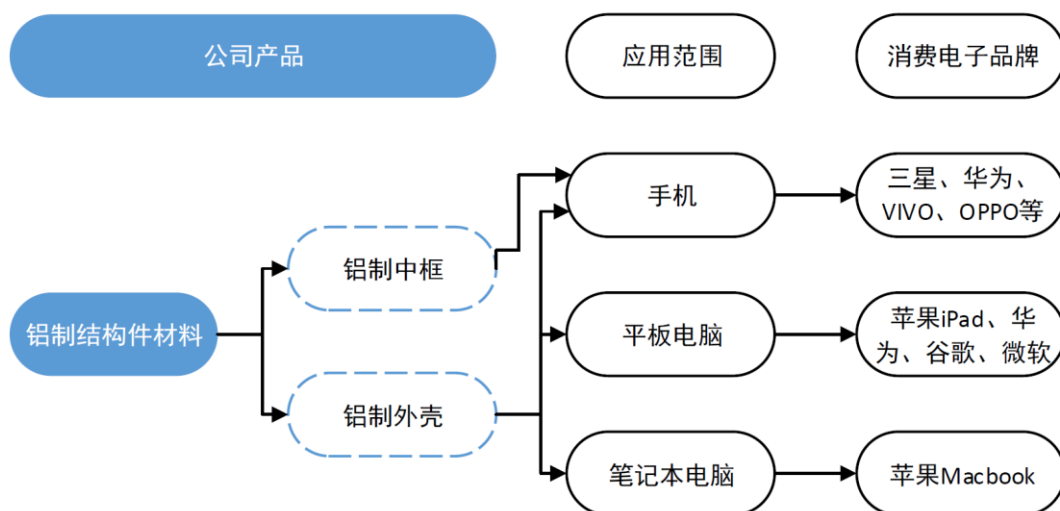 公司产品
应用范围
消费电子品牌
铝制结构件材料
铝制中框
铝制外壳
手机
三星、华为、
VIVO、OPPO等
平板电脑
苹果iPad、华
为、谷歌、微软
笔记本电脑
苹果Macbook